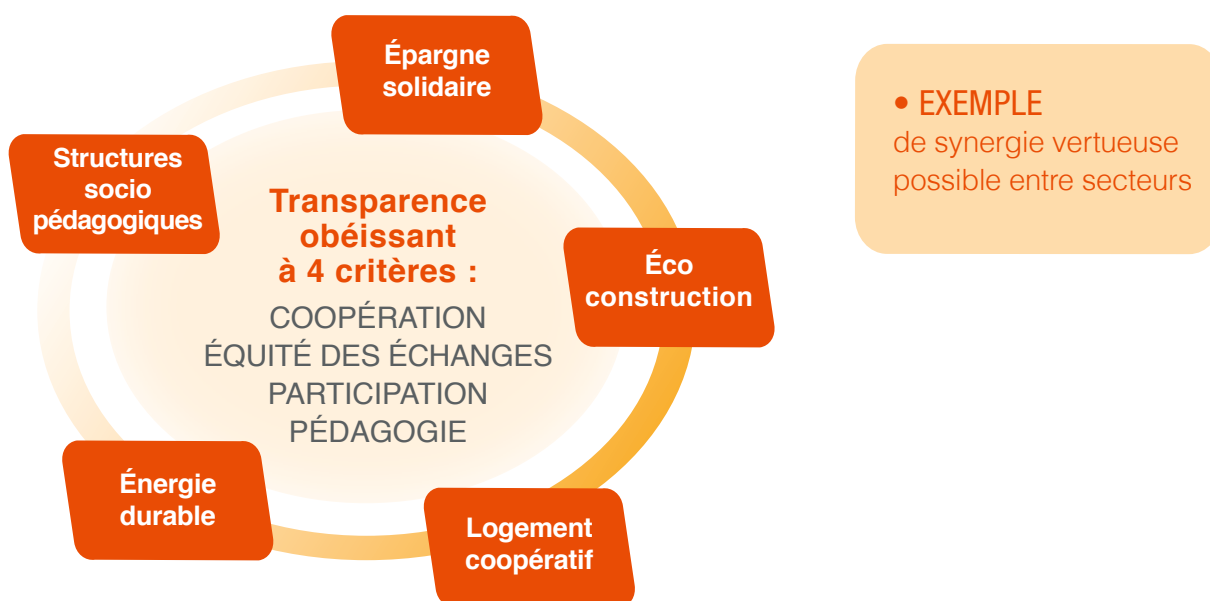 Épargne
solidaire
Structures
socio
pédagogiques
Transparence
obéissant
à 4 critères :
COOPÉRATION
ÉQUITÉ DES ÉCHANGES
PARTICIPATION
PÉDAGOGIE
Éco
construction
Énergie
durable
Logement
coopératif
• EXEMPLE
de synergie vertueuse
possible entre secteurs